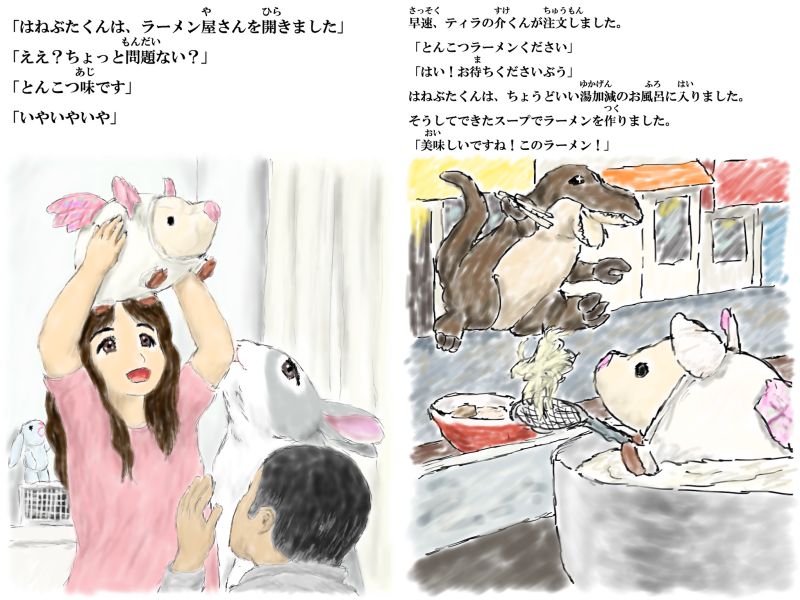 「はねぶたくんは、ラーメン屋さんを開きました」
「ええ？ちょっと問題ない？」
「とんこつ味です」
「いやいやいや」
早速、ティラの介くんが注文しました。
「とんこつラーメンください」
「はい！お待ちくださいぶう」
はねぶたくんは、ちょうどいい湯加減のお風呂に入りました。
そうしてできたスープでラーメンを作りました。
「美味しいですね！このラーメン！」